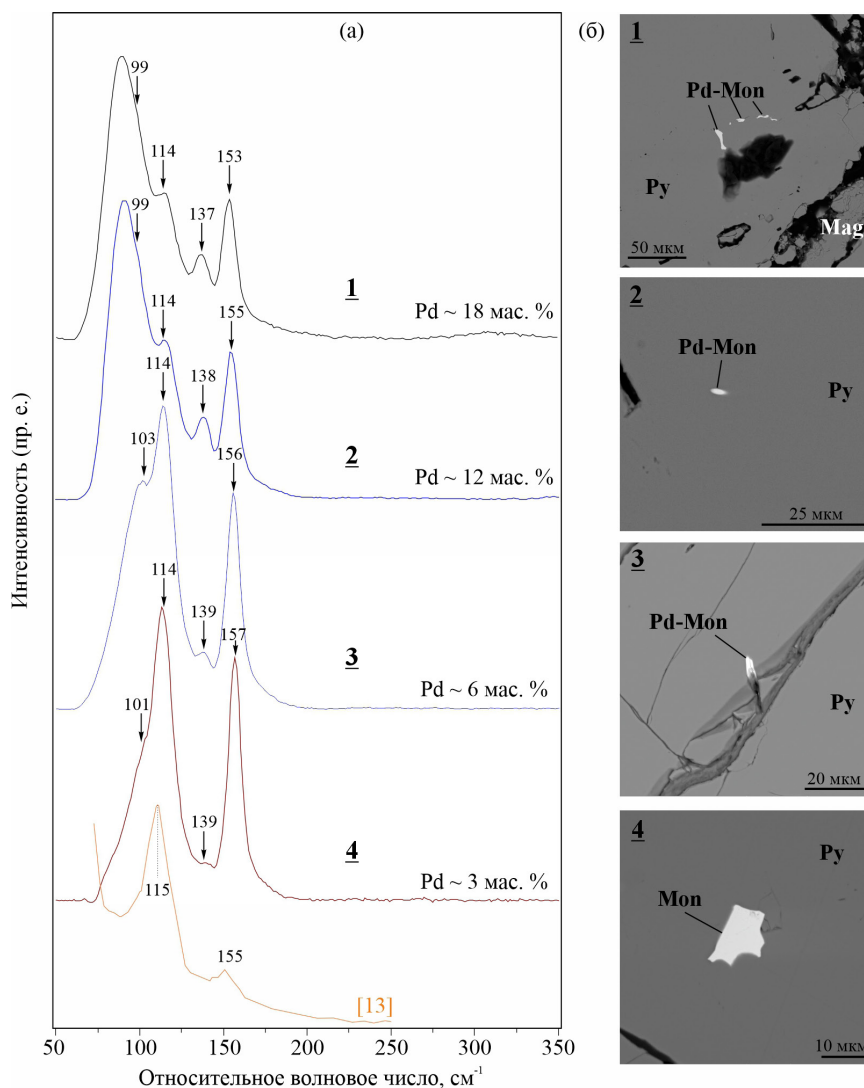 (а)
99
114
137
153
1
Pd ~ 18 мас. %
99
114
138
155
2
Pd ~ 12 мас. %
103
114
139
156
3
Pd ~ 6 мас. %
101
114
139
157
4
Pd ~ 3 мас. %
115
155
[13]
Интенсивность (пр. е.)
50 100 150 200 250 300 350
Относительное волновое число, см⁻¹
(б)
1
Pd-Mon
Py
Mag
50 мкм
2
Pd-Mon
Py
25 мкм
3
Pd-Mon
Py
20 мкм
4
Py
Mon
10 мкм